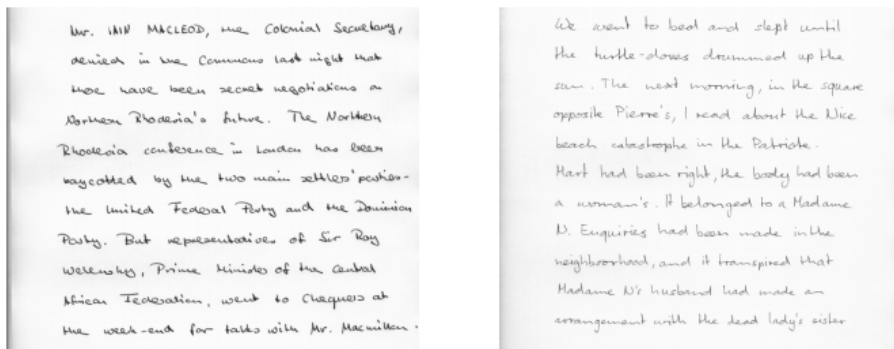 Mr. IAIN MACLEOD, the Colonial Secretary,
denied in the Commons last night that
there have been secret negotiations on
Northern Rhodesia's future. The Northern
Rhodesia conference in London has been
boycotted by the two main settlers' parties-
the United Federal Party and the Dominion
Party. But representatives of Sir Roy
Welensky, Prime Minister of the Central
African Federation, went to Chequers at
the week-end for talks with Mr. Macmillan.
We went to bed and slept until
the turtle-doves drummed up the
sun. The next morning, in the square
opposite Pierre's, I read about the Nice
beach catastrophe in the Patriote.
Mart had been right, the body had been
a woman's. It belonged to a Madame
N. Enquiries had been made in the
neighbourhood, and it transpired that
Madame N's husband had made an
arrangement with the dead lady's sister